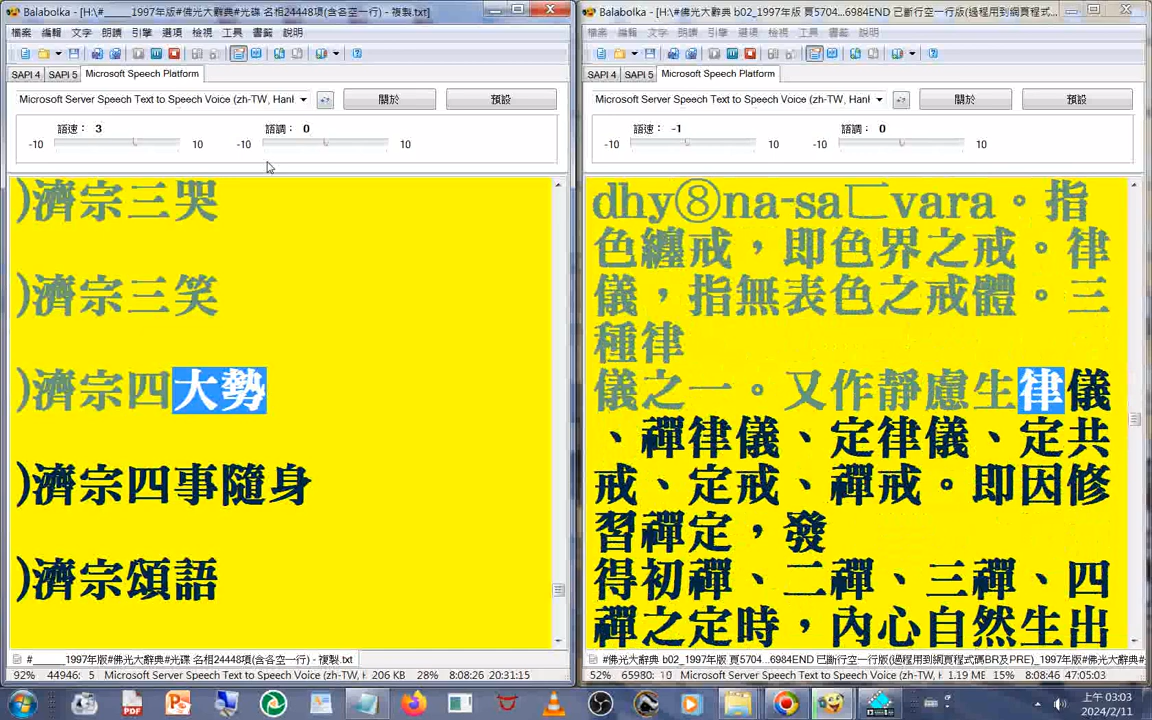 Balabolka - [H:\#_____1997年版#佛光大辭典#光碟 名相24448項(含各空一行) - 複製.txt]
檔案 編輯 文字 朗讀 引擎 選項 檢視 工具 書籤 說明
SAPI 4 SAPI 5 Microsoft Speech Platform
Microsoft Server Speech Text to Speech Voice (zh-TW, Hanl 關於 預設
語速： 3 語調： 0
-10 10 -10 10
)濟宗三哭
)濟宗三笑
)濟宗四大勢
)濟宗四事隨身
)濟宗頌語
#_____1997年版#佛光大辭典#光碟 名相24448項(含各空一行) - 複製.txt
92% 44946: 5 Microsoft Speech Platform: Microsoft Server Speech Text to Speech Voice (zh-TW, Ha 206 KB 28% 8:08:26 20:31:15
Balabolka - [H:\#佛光大辭典 b02_1997年版 頁5704...6984END 已斷行空一行版(過程用到網頁程式...
檔案 編輯 文字 朗讀 引擎 選項 檢視 工具 書籤 說明
SAPI 4 SAPI 5 Microsoft Speech Platform
Microsoft Server Speech Text to Speech Voice (zh-TW, Hanl 關於 預設
語速： -1 語調： 0
-10 10 -10 10
dhy⑧na-sa匚vara。指
色纏戒，即色界之戒。律
儀，指無表色之戒體。三
種律
儀之一。又作靜慮生律儀
、禪律儀、定律儀、定共
戒、定戒、禪戒。即因修
習禪定，發
得初禪、二禪、三禪、四
禪之定時，內心自然生出
#佛光大辭典 b02_1997年版 頁5704...6984END 已斷行空一行版(過程用到網頁程式碼BR及PRE)_1997年版#佛光大辭典#
52% 65980: 10 Microsoft Speech Platform: Microsoft Server Speech Text to Speech Voice (zh-TW, Ha 1.19 MB 15% 8:08:46 47:05:03
上午 03:03
2024/2/11